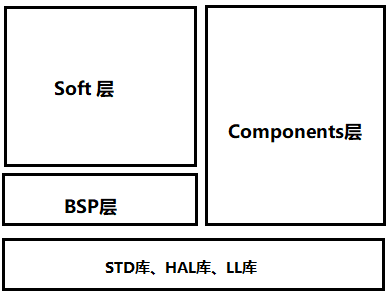 Soft 层
Components层
BSP层
STD库、HAL库、LL库